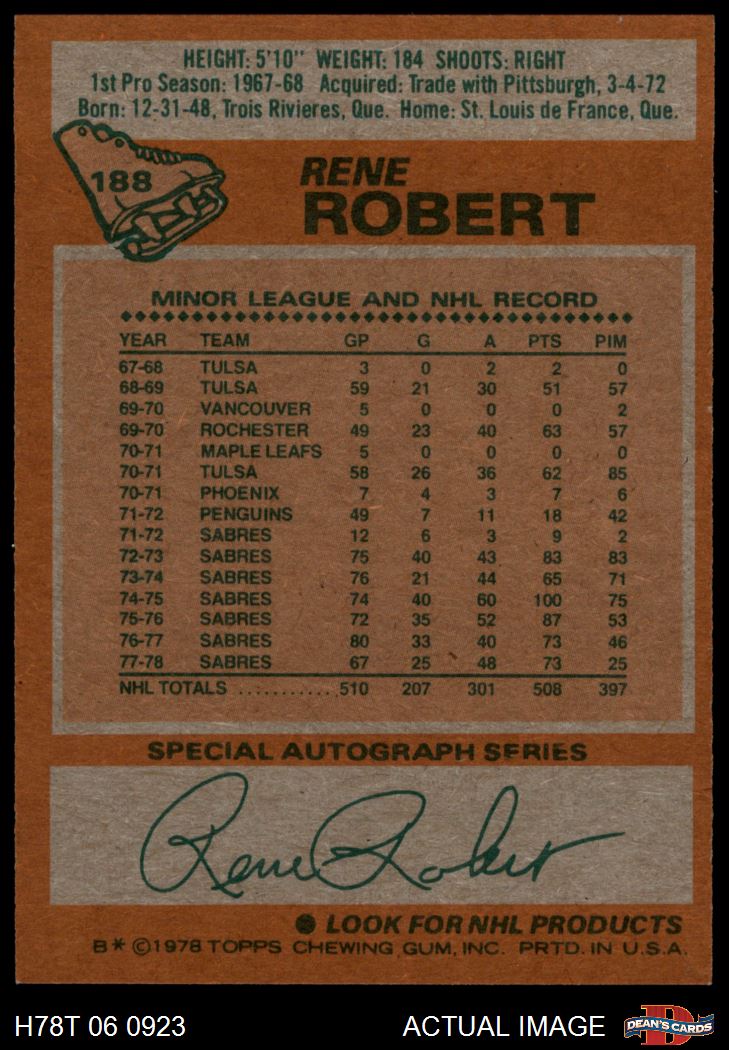 HEIGHT: 5'10" WEIGHT: 184 SHOOTS: RIGHT
1st Pro Season: 1967-68 Acquired: Trade with Pittsburgh, 3-4-72
Born: 12-31-48, Trois Rivieres, Que. Home: St. Louis de France, Que.
188
RENE
ROBERT
MINOR LEAGUE AND NHL RECORD
YEAR TEAM GP G A PTS PIM
67-68 TULSA 3 0 2 2 0
68-69 TULSA 59 21 30 51 57
69-70 VANCOUVER 5 0 0 0 2
69-70 ROCHESTER 49 23 40 63 57
70-71 MAPLE LEAFS 5 0 0 0 0
70-71 TULSA 58 26 36 62 85
70-71 PHOENIX 7 4 3 7 6
71-72 PENGUINS 49 7 11 18 42
71-72 SABRES 12 6 3 9 2
72-73 SABRES 75 40 43 83 83
73-74 SABRES 76 21 44 65 71
74-75 SABRES 74 40 60 100 75
75-76 SABRES 72 35 52 87 53
76-77 SABRES 80 33 40 73 46
77-78 SABRES 67 25 48 73 25
NHL TOTALS ............ 510 207 301 508 397
SPECIAL AUTOGRAPH SERIES
Rene Robert
● LOOK FOR NHL PRODUCTS
B* ©1978 TOPPS CHEWING GUM, INC. PRTD. IN U.S.A.
H78T 06 0923 ACTUAL IMAGE DEAN'S CARDS